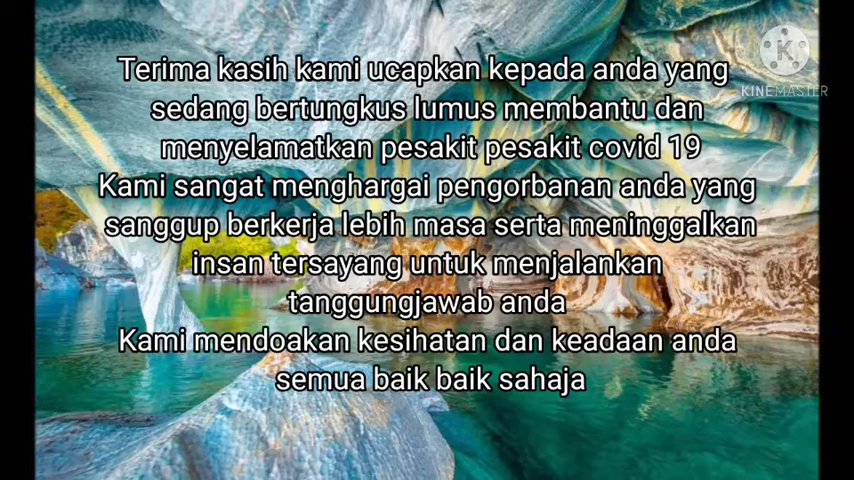 Terima kasih kami ucapkan kepada anda yang
sedang bertungkus lumus membantu dan
menyelamatkan pesakit pesakit covid 19
Kami sangat menghargai pengorbanan anda yang
sanggup berkerja lebih masa serta meninggalkan
insan tersayang untuk menjalankan
tanggungjawab anda
Kami mendoakan kesihatan dan keadaan anda
semua baik baik sahaja
K
KINEMASTER